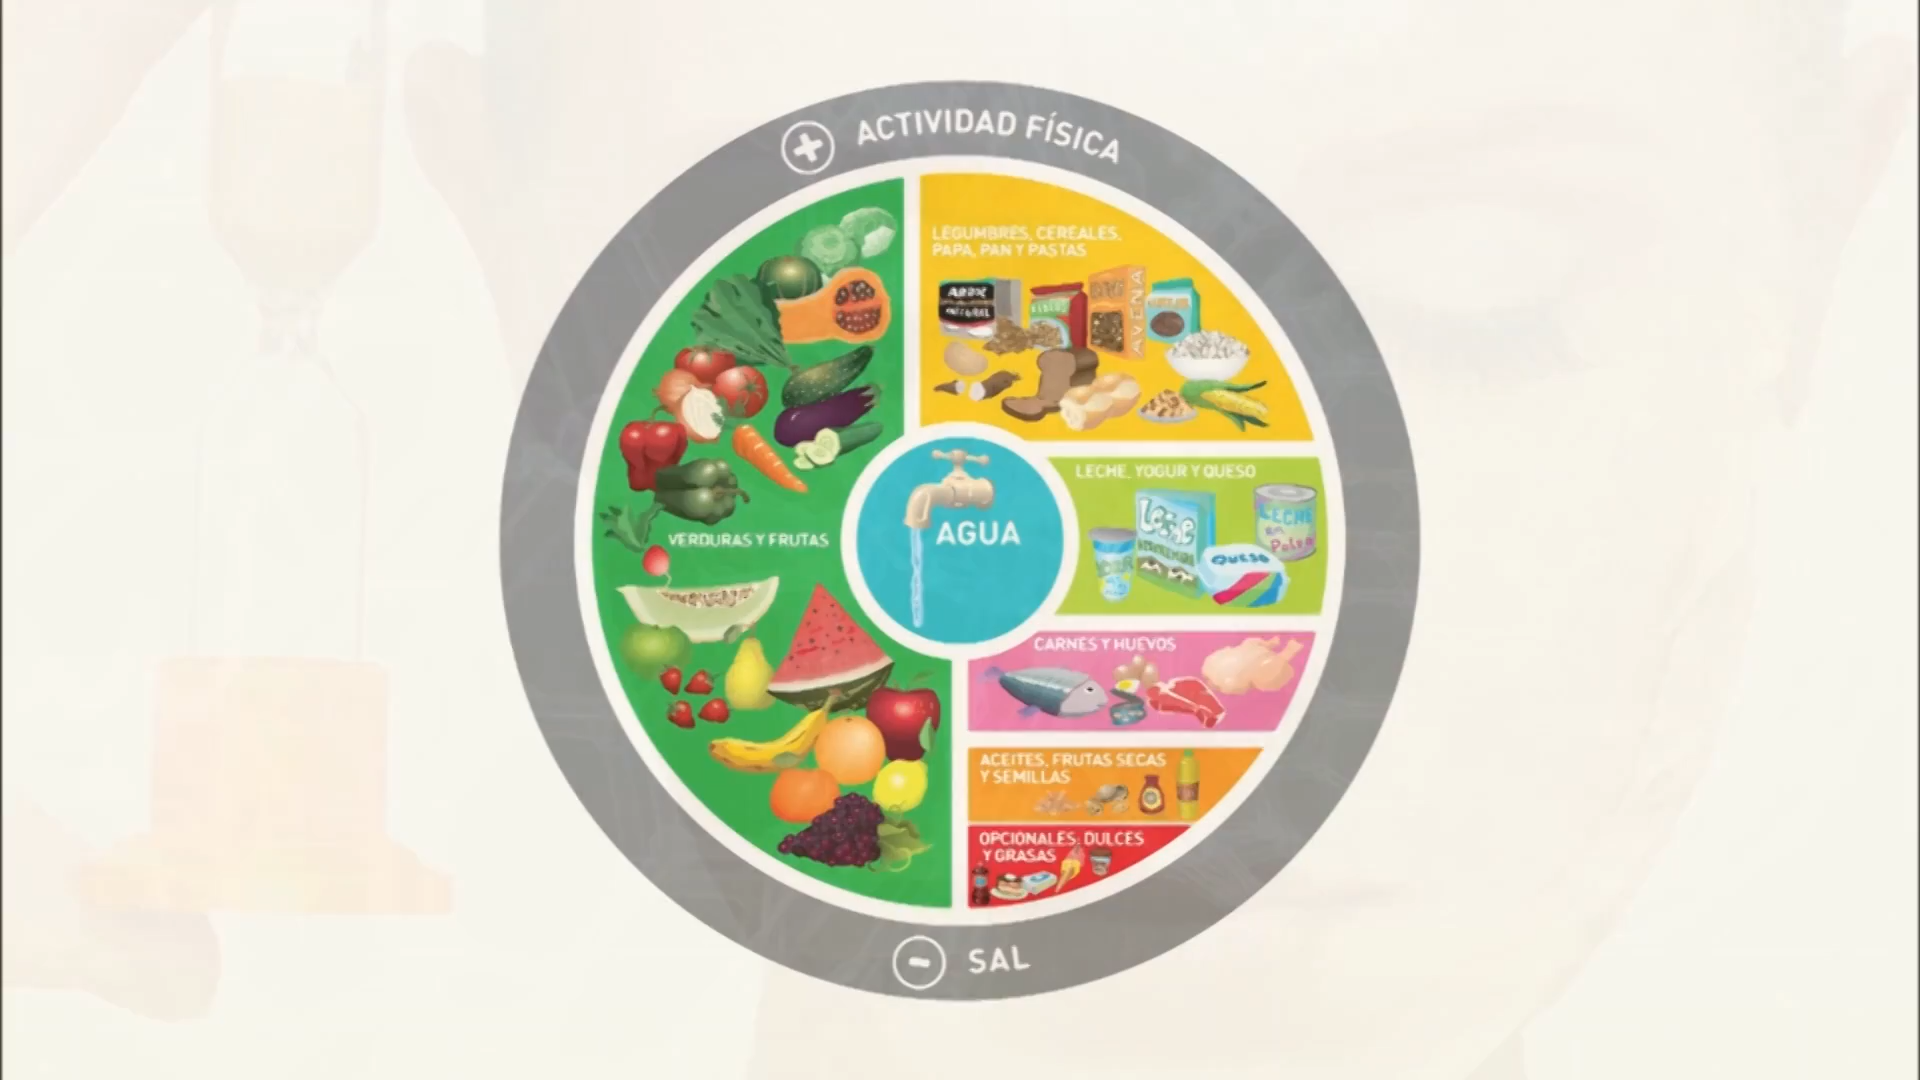 ACTIVIDAD FÍSICA
LEGUMBRES, CEREALES,
PAPA, PAN Y PASTAS
AVENA
LECHE, YOGUR Y QUESO
Leche
LECHE
en
Polvo
QUESO
AGUA
VERDURAS Y FRUTAS
CARNES Y HUEVOS
ACEITES, FRUTAS SECAS
Y SEMILLAS
OPCIONALES: DULCES
Y GRASAS
SAL